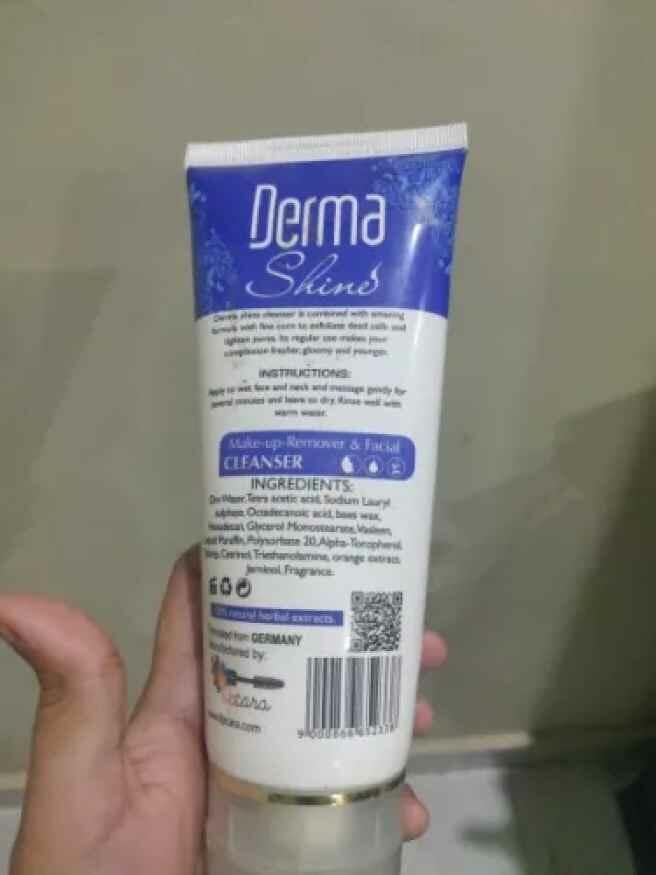 Derma
Shine
Derma shine cleanser is combined with amazing
formula with fine corn to exfoliate dead cells and
tighten pores. Its regular use makes your
complexion fresher, gloomy and younger.
INSTRUCTIONS:
Apply to wet face and neck and massage gently for
several minutes and leave to dry. Rinse well with
warm water.
Make-up-Remover & Facial
CLEANSER
INGREDIENTS:
Water, Tetra acetic acid, Sodium Lauryl
sulphate, Octadecanoic acid, bees wax,
Glycerol Monostearate, Vasleen,
Paraffin, Polysorbate 20, Alpha-Tocopherol,
Triethanolamine, orange extract,
Fragrance.
natural herbal extracts.
from GERMANY
by:
.com